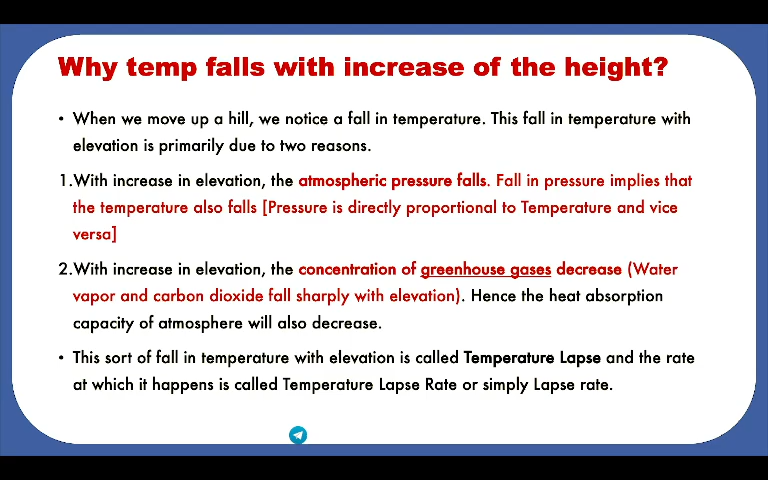 Why temp falls with increase of the height?
• When we move up a hill, we notice a fall in temperature. This fall in temperature with
elevation is primarily due to two reasons.
1.With increase in elevation, the atmospheric pressure falls. Fall in pressure implies that
the temperature also falls [Pressure is directly proportional to Temperature and vice
versa]
2.With increase in elevation, the concentration of greenhouse gases decrease (Water
vapor and carbon dioxide fall sharply with elevation). Hence the heat absorption
capacity of atmosphere will also decrease.
• This sort of fall in temperature with elevation is called Temperature Lapse and the rate
at which it happens is called Temperature Lapse Rate or simply Lapse rate.